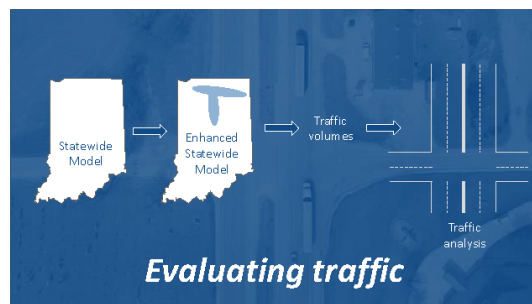 Statewide
Model
Enhanced
Statewide
Model
Traffic
volumes
Traffic
analysis
Evaluating traffic